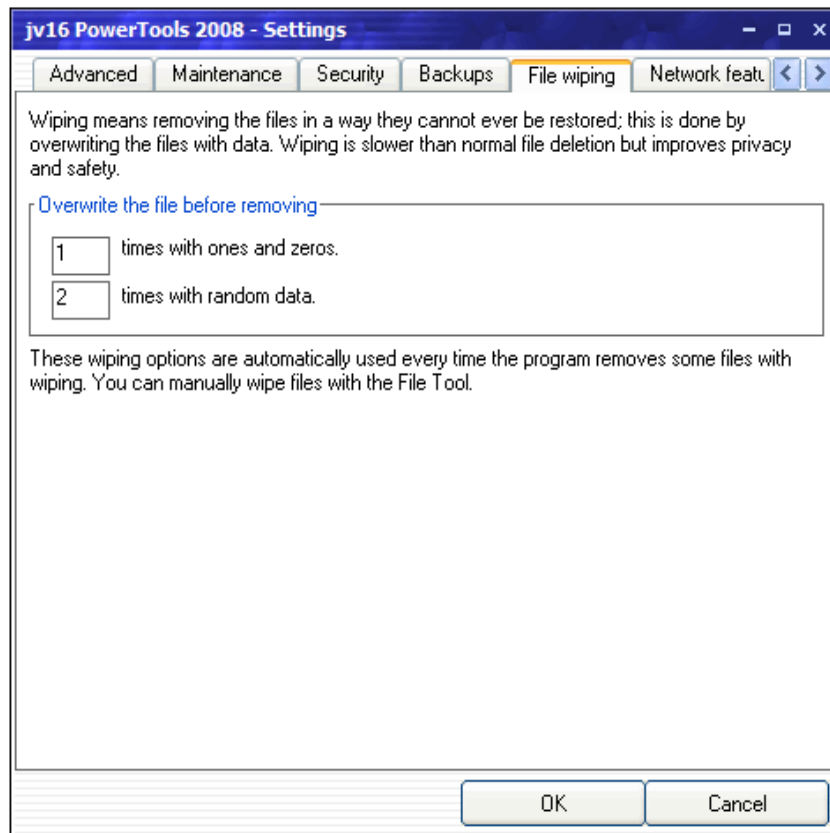 jv16 PowerTools 2008 - Settings
Advanced Maintenance Security Backups File wiping Network featu
Wiping means removing the files in a way they cannot ever be restored; this is done by
overwriting the files with data. Wiping is slower than normal file deletion but improves privacy
and safety.
Overwrite the file before removing
1 times with ones and zeros.
2 times with random data.
These wiping options are automatically used every time the program removes some files with
wiping. You can manually wipe files with the File Tool.
OK Cancel